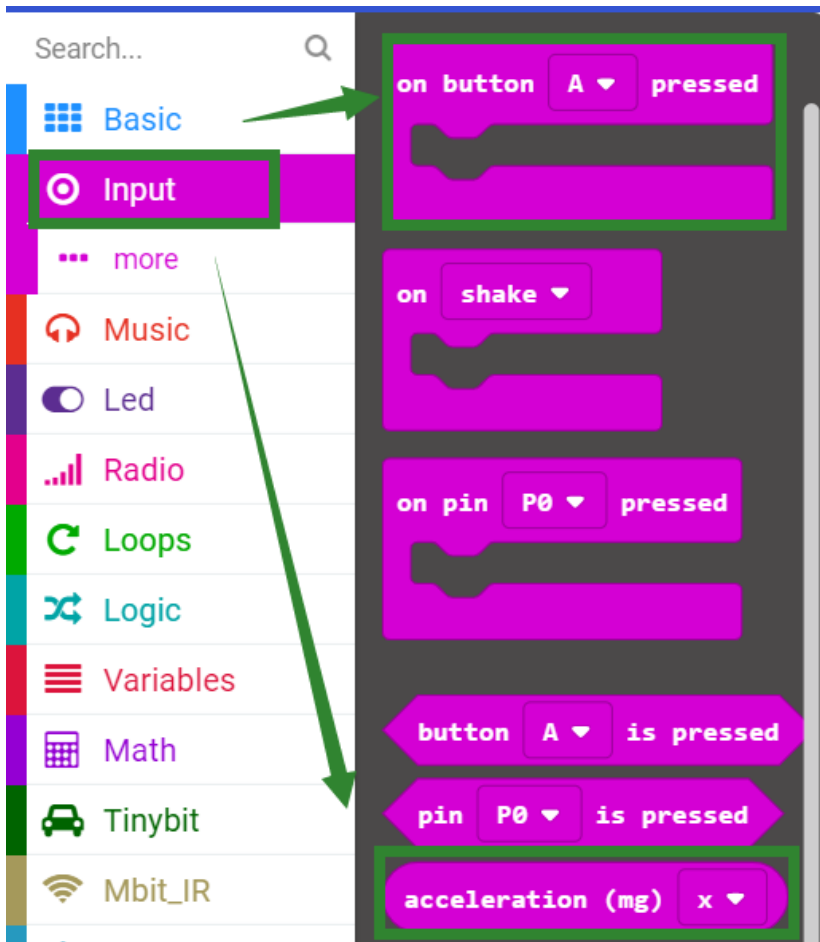 Search...
Basic
Input
more
Music
Led
Radio
Loops
Logic
Variables
Math
Tinybit
Mbit_IR
on button A pressed
on shake
on pin P0 pressed
button A is pressed
pin P0 is pressed
acceleration (mg) x